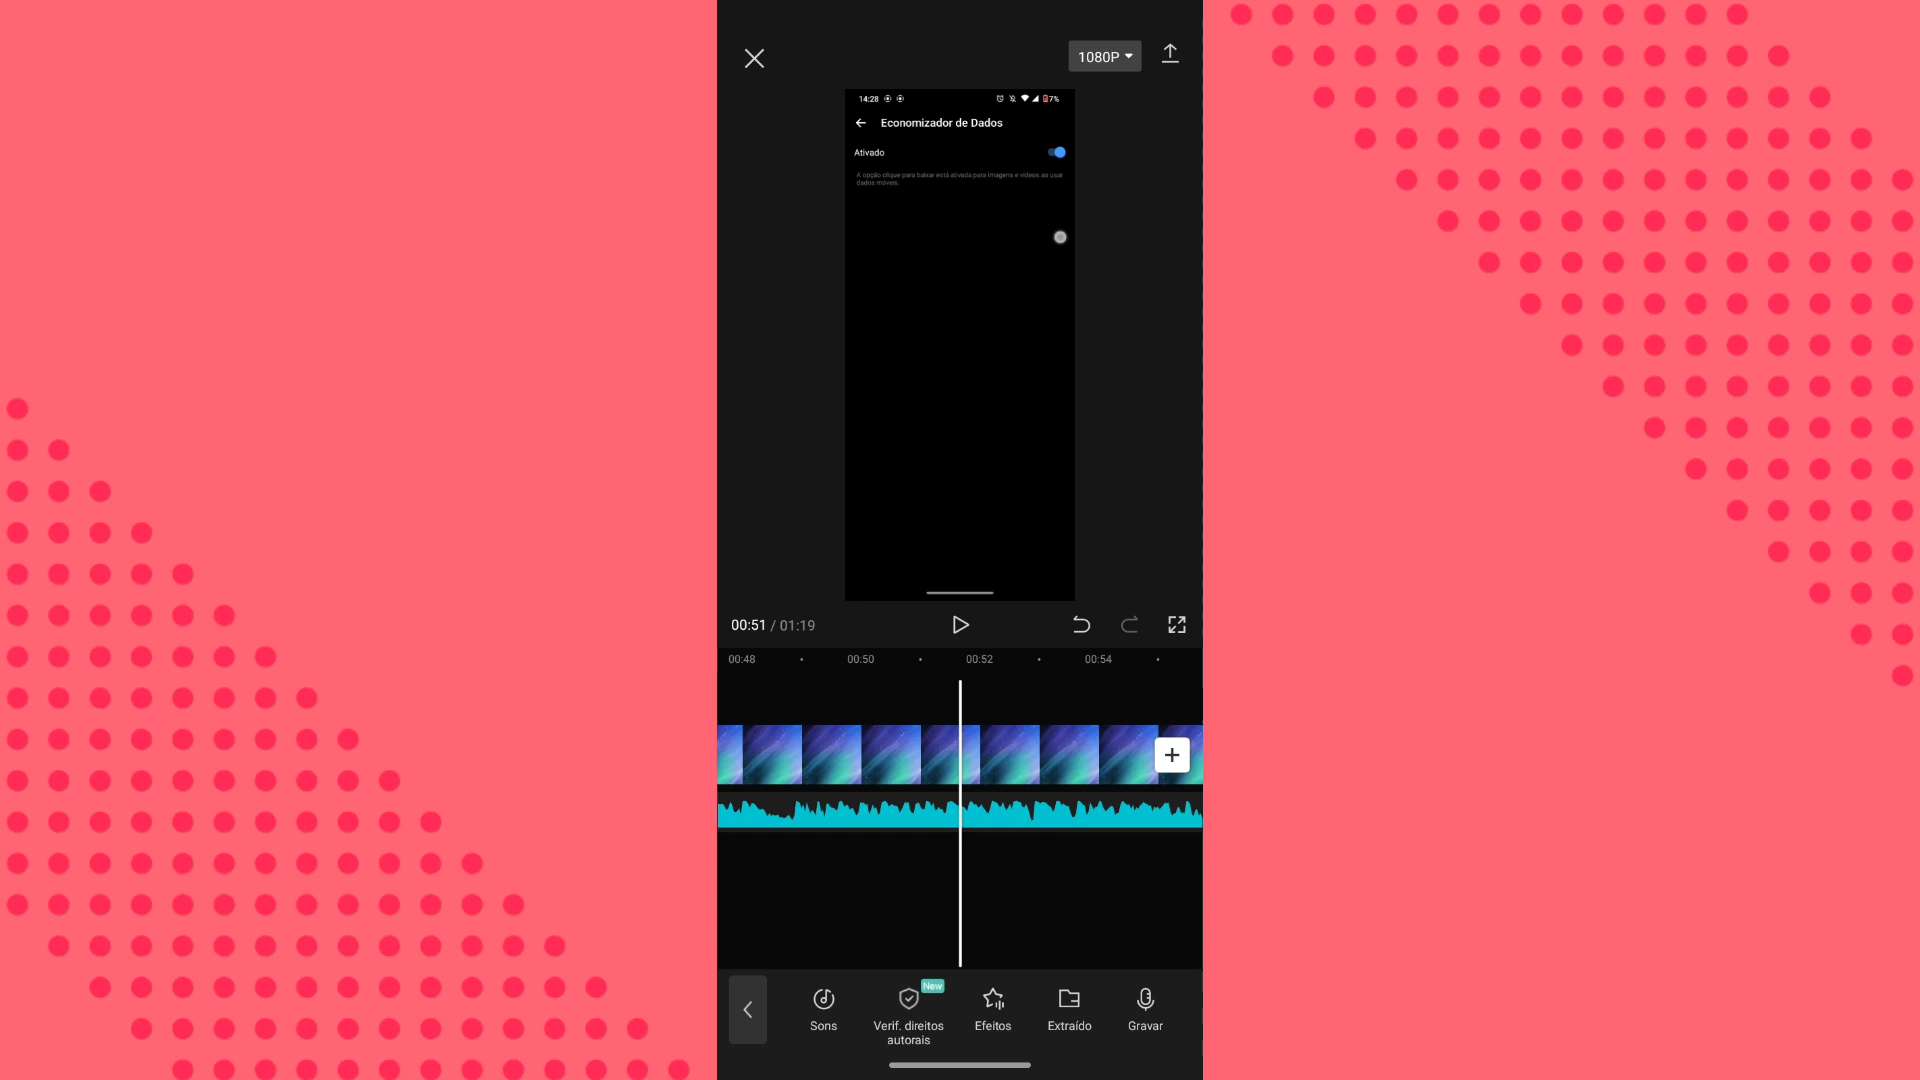 1080P
14:28
7%
Economizador de Dados
Ativado
A opção clique para baixar está ativada para imagens e vídeos ao usar
dados móveis.
00:51 / 01:19
00:48 00:50 00:52 00:54
New
Sons
Verif. direitos
autorais
Efeitos
Extraído
Gravar